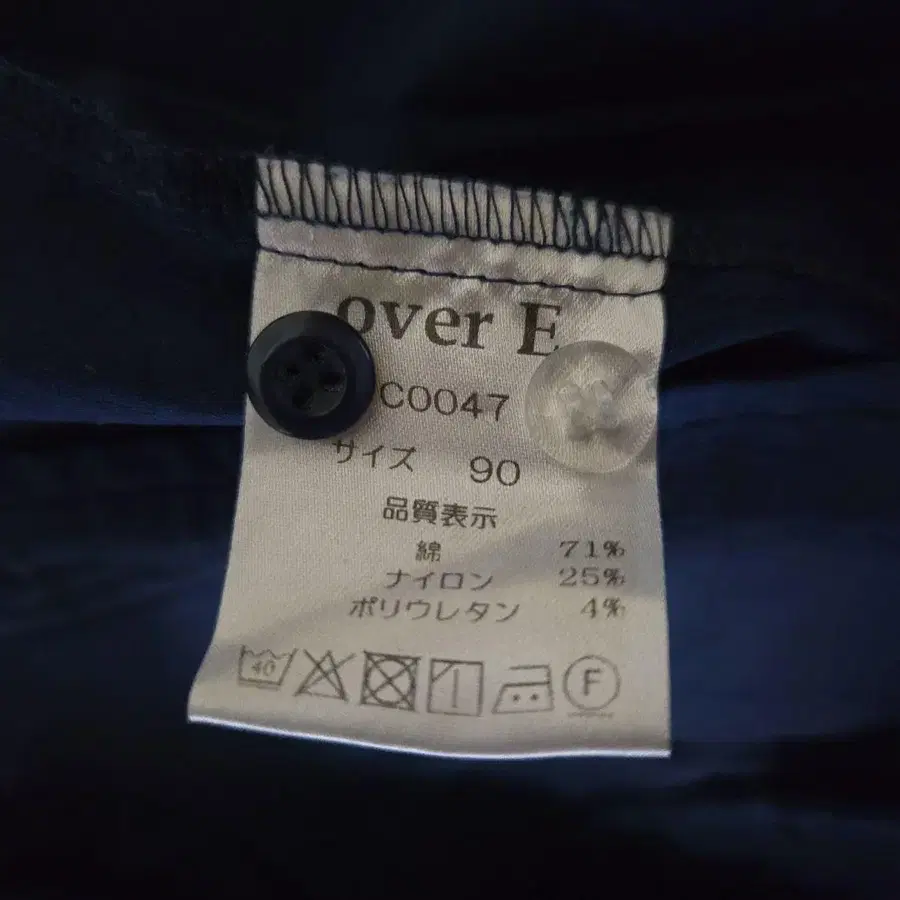 over E
C0047
サイズ 90
品質表示
綿 71%
ナイロン 25%
ポリウレタン 4%
40
F